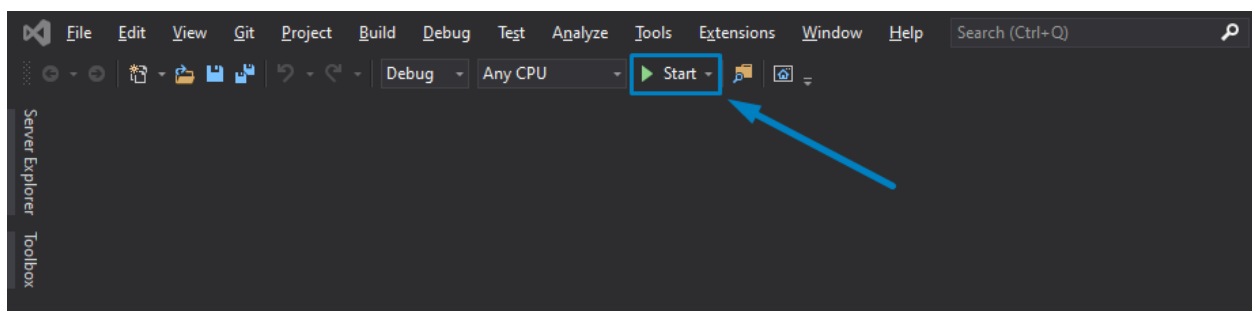 File Edit View Git Project Build Debug Test Analyze Tools Extensions Window Help Search (Ctrl+Q)
Debug Any CPU Start
Server Explorer
Toolbox